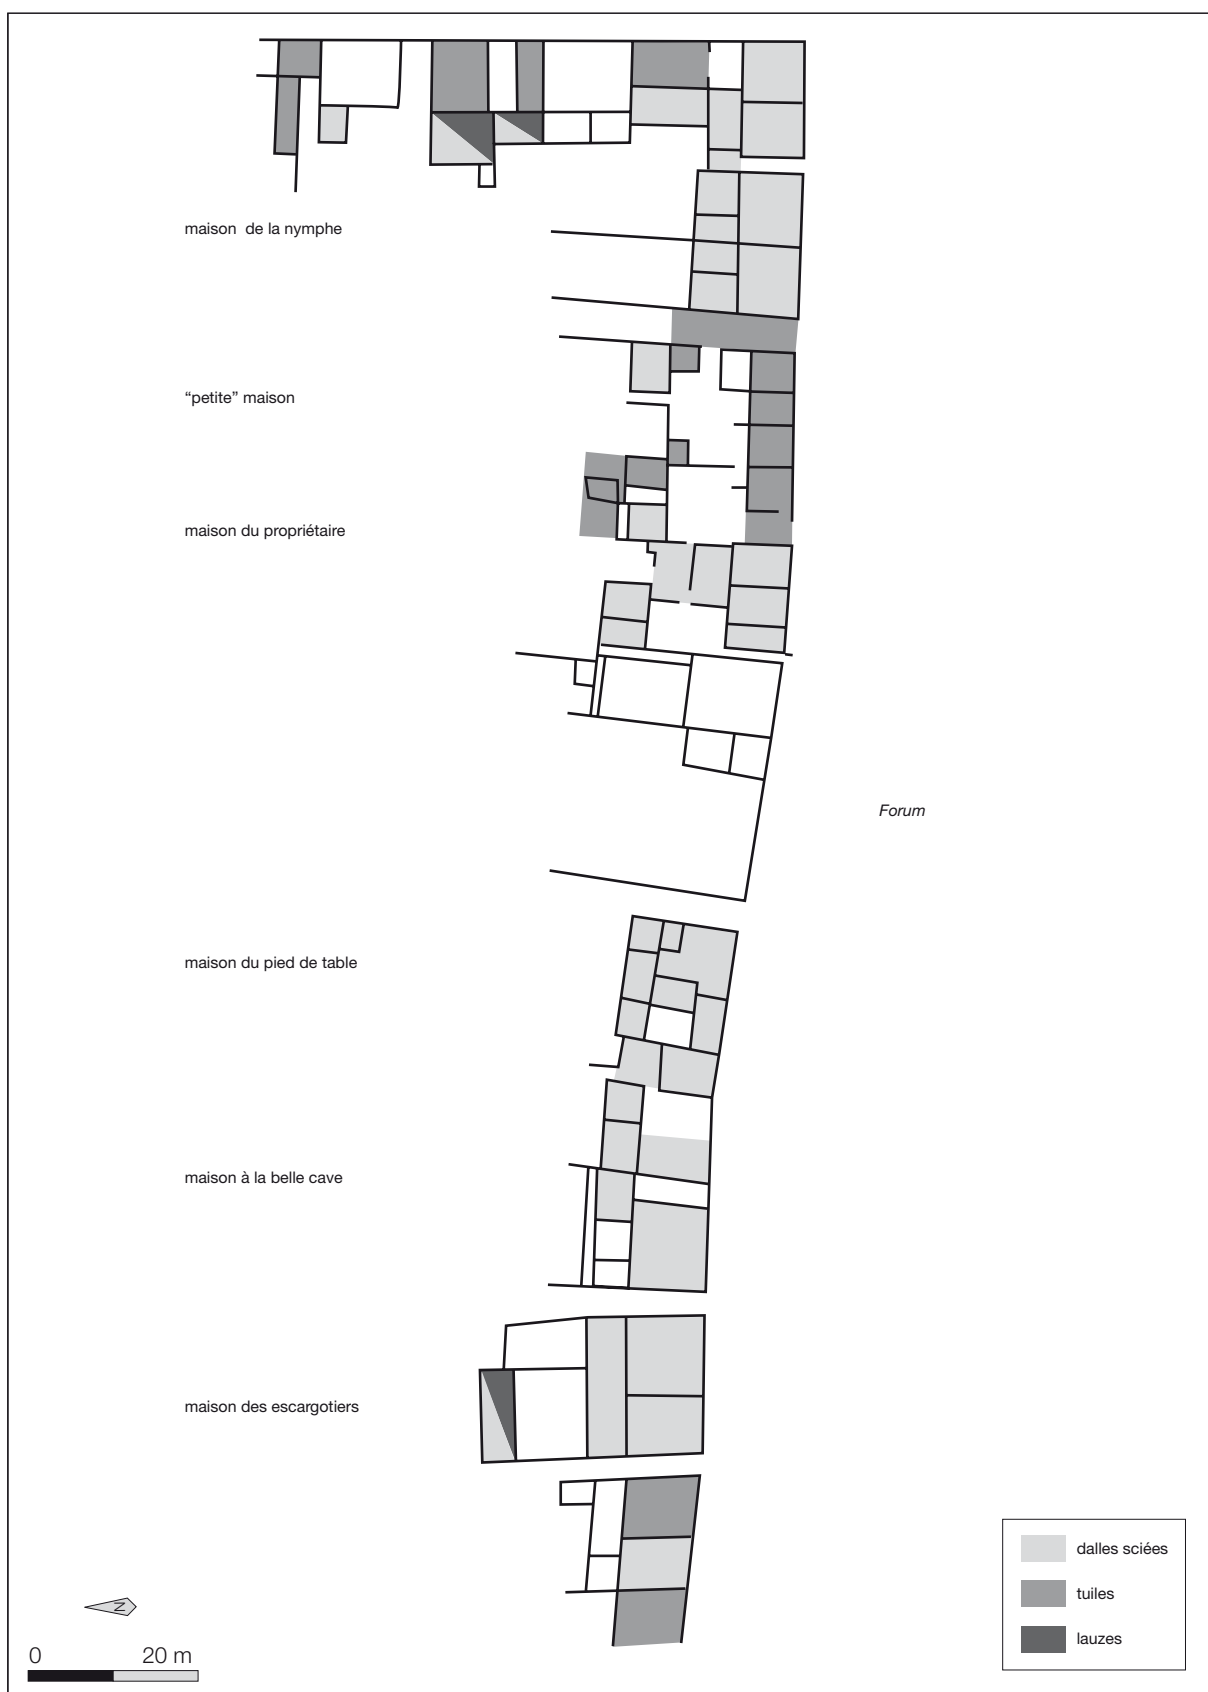 maison de la nymphe
“petite” maison
maison du propriétaire
Forum
maison du pied de table
maison à la belle cave
maison des escargotiers
dalles sciées
tuiles
lauzes
N
0 20 m